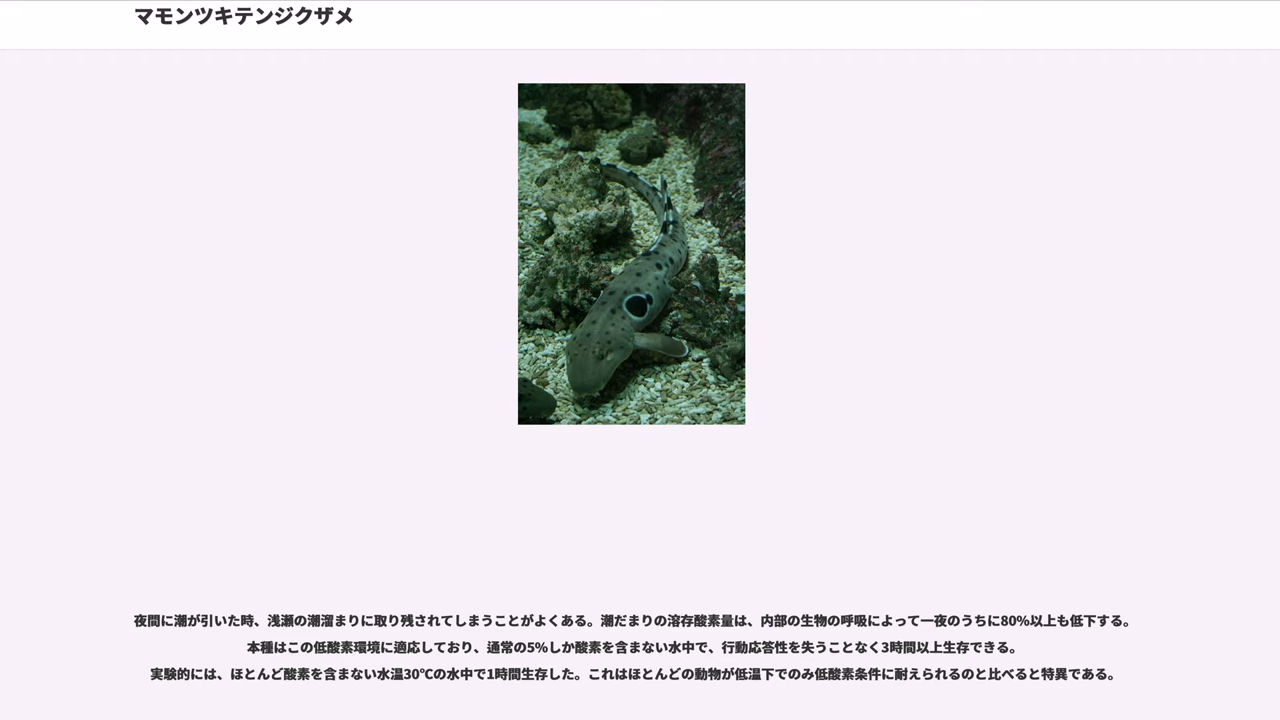 マモンツキテンジクザメ
夜間に潮が引いた時、浅瀬の潮溜まりに取り残されてしまうことがよくある。潮だまりの溶存酸素量は、内部の生物の呼吸によって一夜のうちに80%以上も低下する。
本種はこの低酸素環境に適応しており、通常の5%しか酸素を含まない水中で、行動応答性を失うことなく3時間以上生存できる。
実験的には、ほとんど酸素を含まない水温30℃の水中で1時間生存した。これはほとんどの動物が低温下でのみ低酸素条件に耐えられるのと比べると特異である。